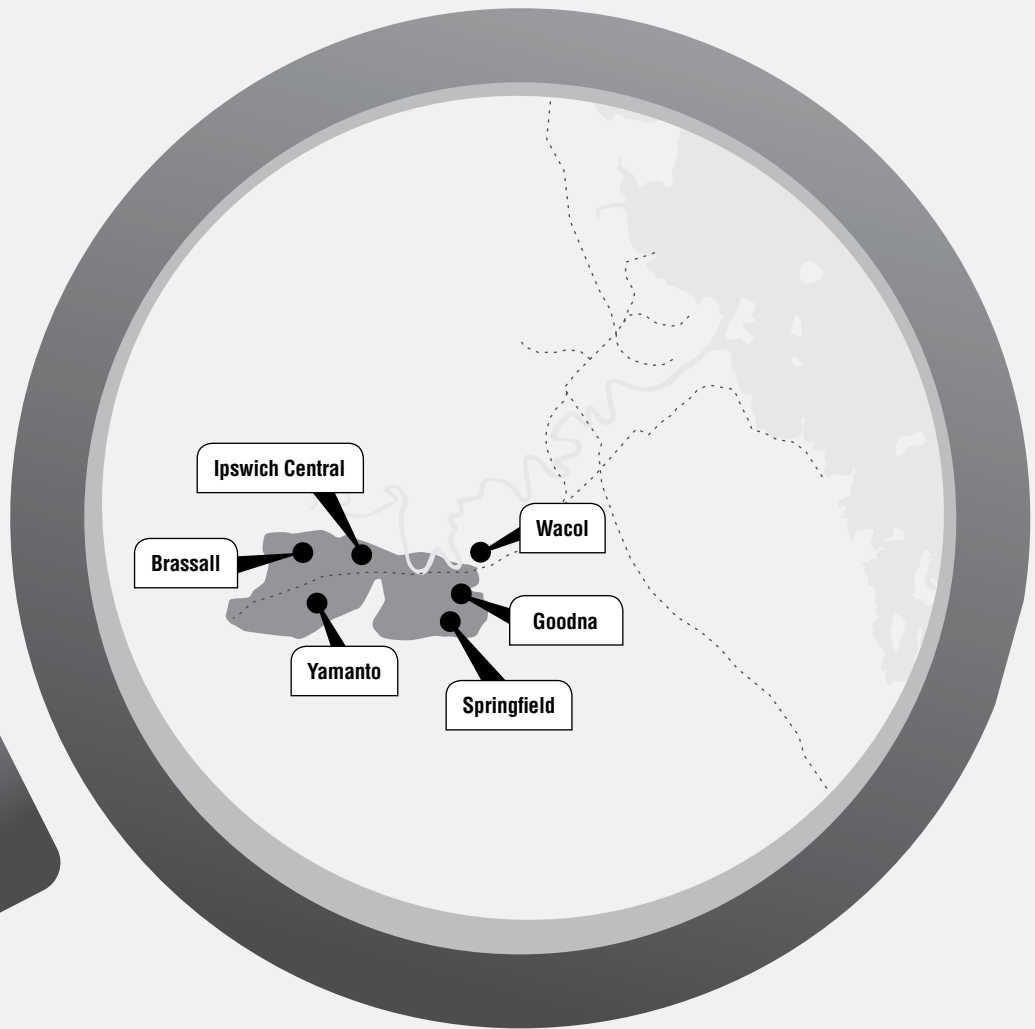 Ipswich Central
Wacol
Brassall
Goodna
Yamanto
Springfield